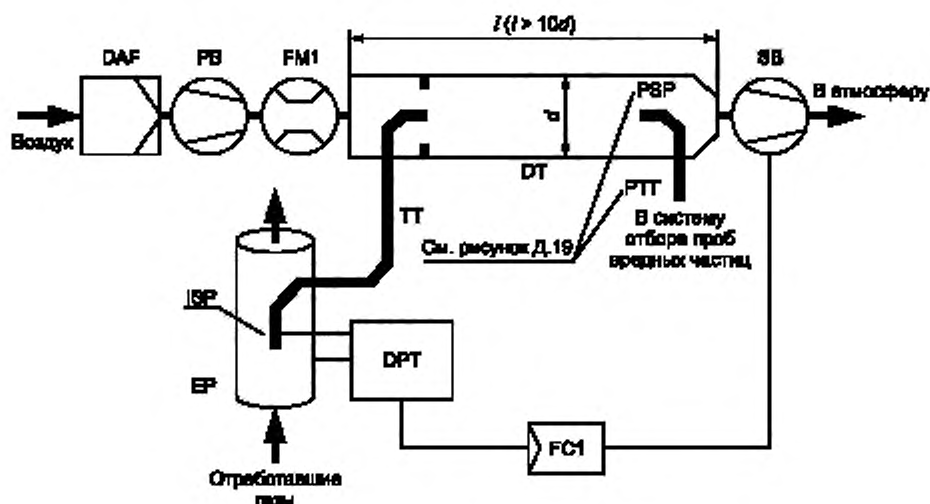 l (l > 10d)
DAF
PB
FM1
SB
В атмосферу
Воздух
d
PSP
DT
PTT
TT
В систему
отбора проб
вредных частиц
См. рисунок Д.19
ISP
DPT
EP
FC1
Отработавшие
газы